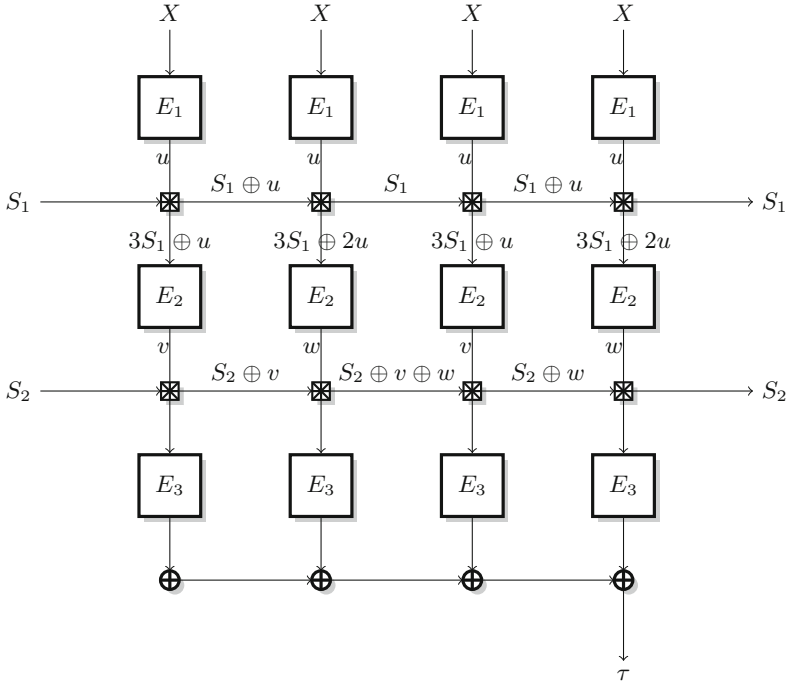 X X X X
E₁ E₁ E₁ E₁
u u u u
S₁ S₁ ⊕ u S₁ S₁ ⊕ u S₁
3S₁ ⊕ u 3S₁ ⊕ 2u 3S₁ ⊕ u 3S₁ ⊕ 2u
E₂ E₂ E₂ E₂
v w v w
S₂ S₂ ⊕ v S₂ ⊕ v ⊕ w S₂ ⊕ w S₂
E₃ E₃ E₃ E₃
τ